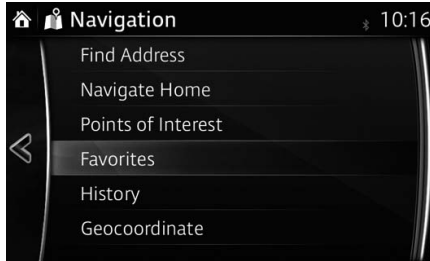 Navigation 10:16
Find Address
Navigate Home
Points of Interest
Favorites
History
Geocoordinate